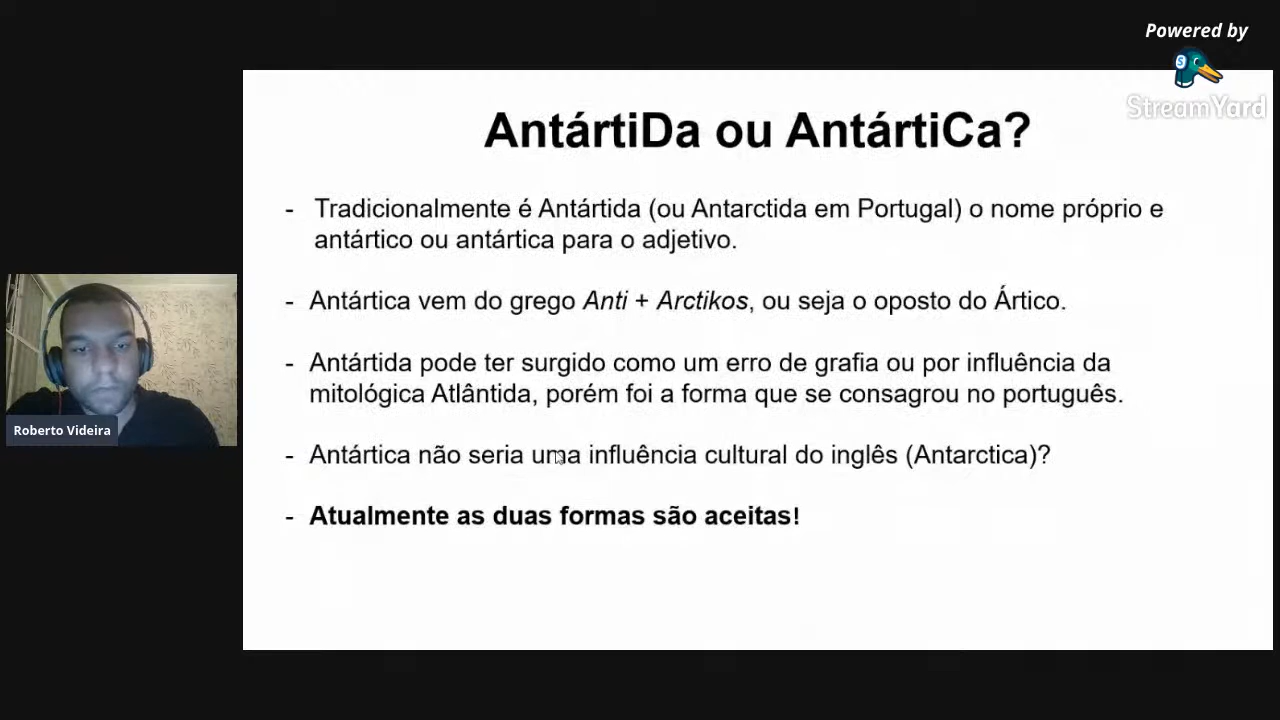 Powered by
StreamYard
AntártiDa ou AntártiCa?
- Tradicionalmente é Antártida (ou Antarctida em Portugal) o nome próprio e
antártico ou antártica para o adjetivo.
- Antártica vem do grego Anti + Arctikos, ou seja o oposto do Ártico.
- Antártida pode ter surgido como um erro de grafia ou por influência da
mitológica Atlântida, porém foi a forma que se consagrou no português.
- Antártica não seria uma influência cultural do inglês (Antarctica)?
- Atualmente as duas formas são aceitas!
Roberto Videira